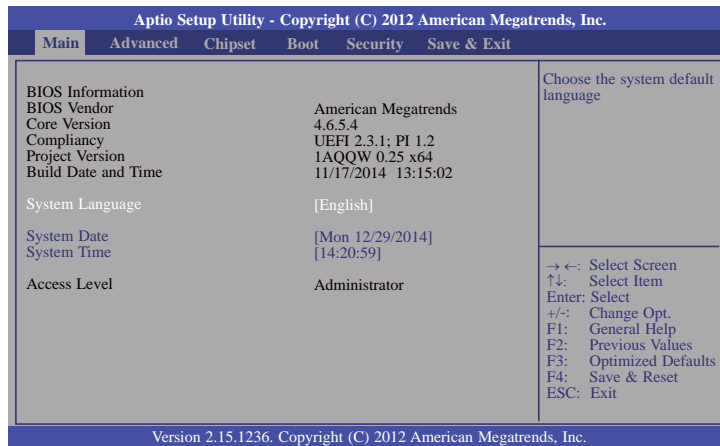 Aptio Setup Utility - Copyright (C) 2012 American Megatrends, Inc.
Main Advanced Chipset Boot Security Save & Exit
BIOS Information
BIOS Vendor American Megatrends
Core Version 4.6.5.4
Compliancy UEFI 2.3.1; PI 1.2
Project Version 1AQQW 0.25 x64
Build Date and Time 11/17/2014 13:15:02
System Language [English]
System Date [Mon 12/29/2014]
System Time [14:20:59]
Access Level Administrator
Choose the system default
language
→←: Select Screen
↑↓: Select Item
Enter: Select
+/-: Change Opt.
F1: General Help
F2: Previous Values
F3: Optimized Defaults
F4: Save & Reset
ESC: Exit
Version 2.15.1236. Copyright (C) 2012 American Megatrends, Inc.